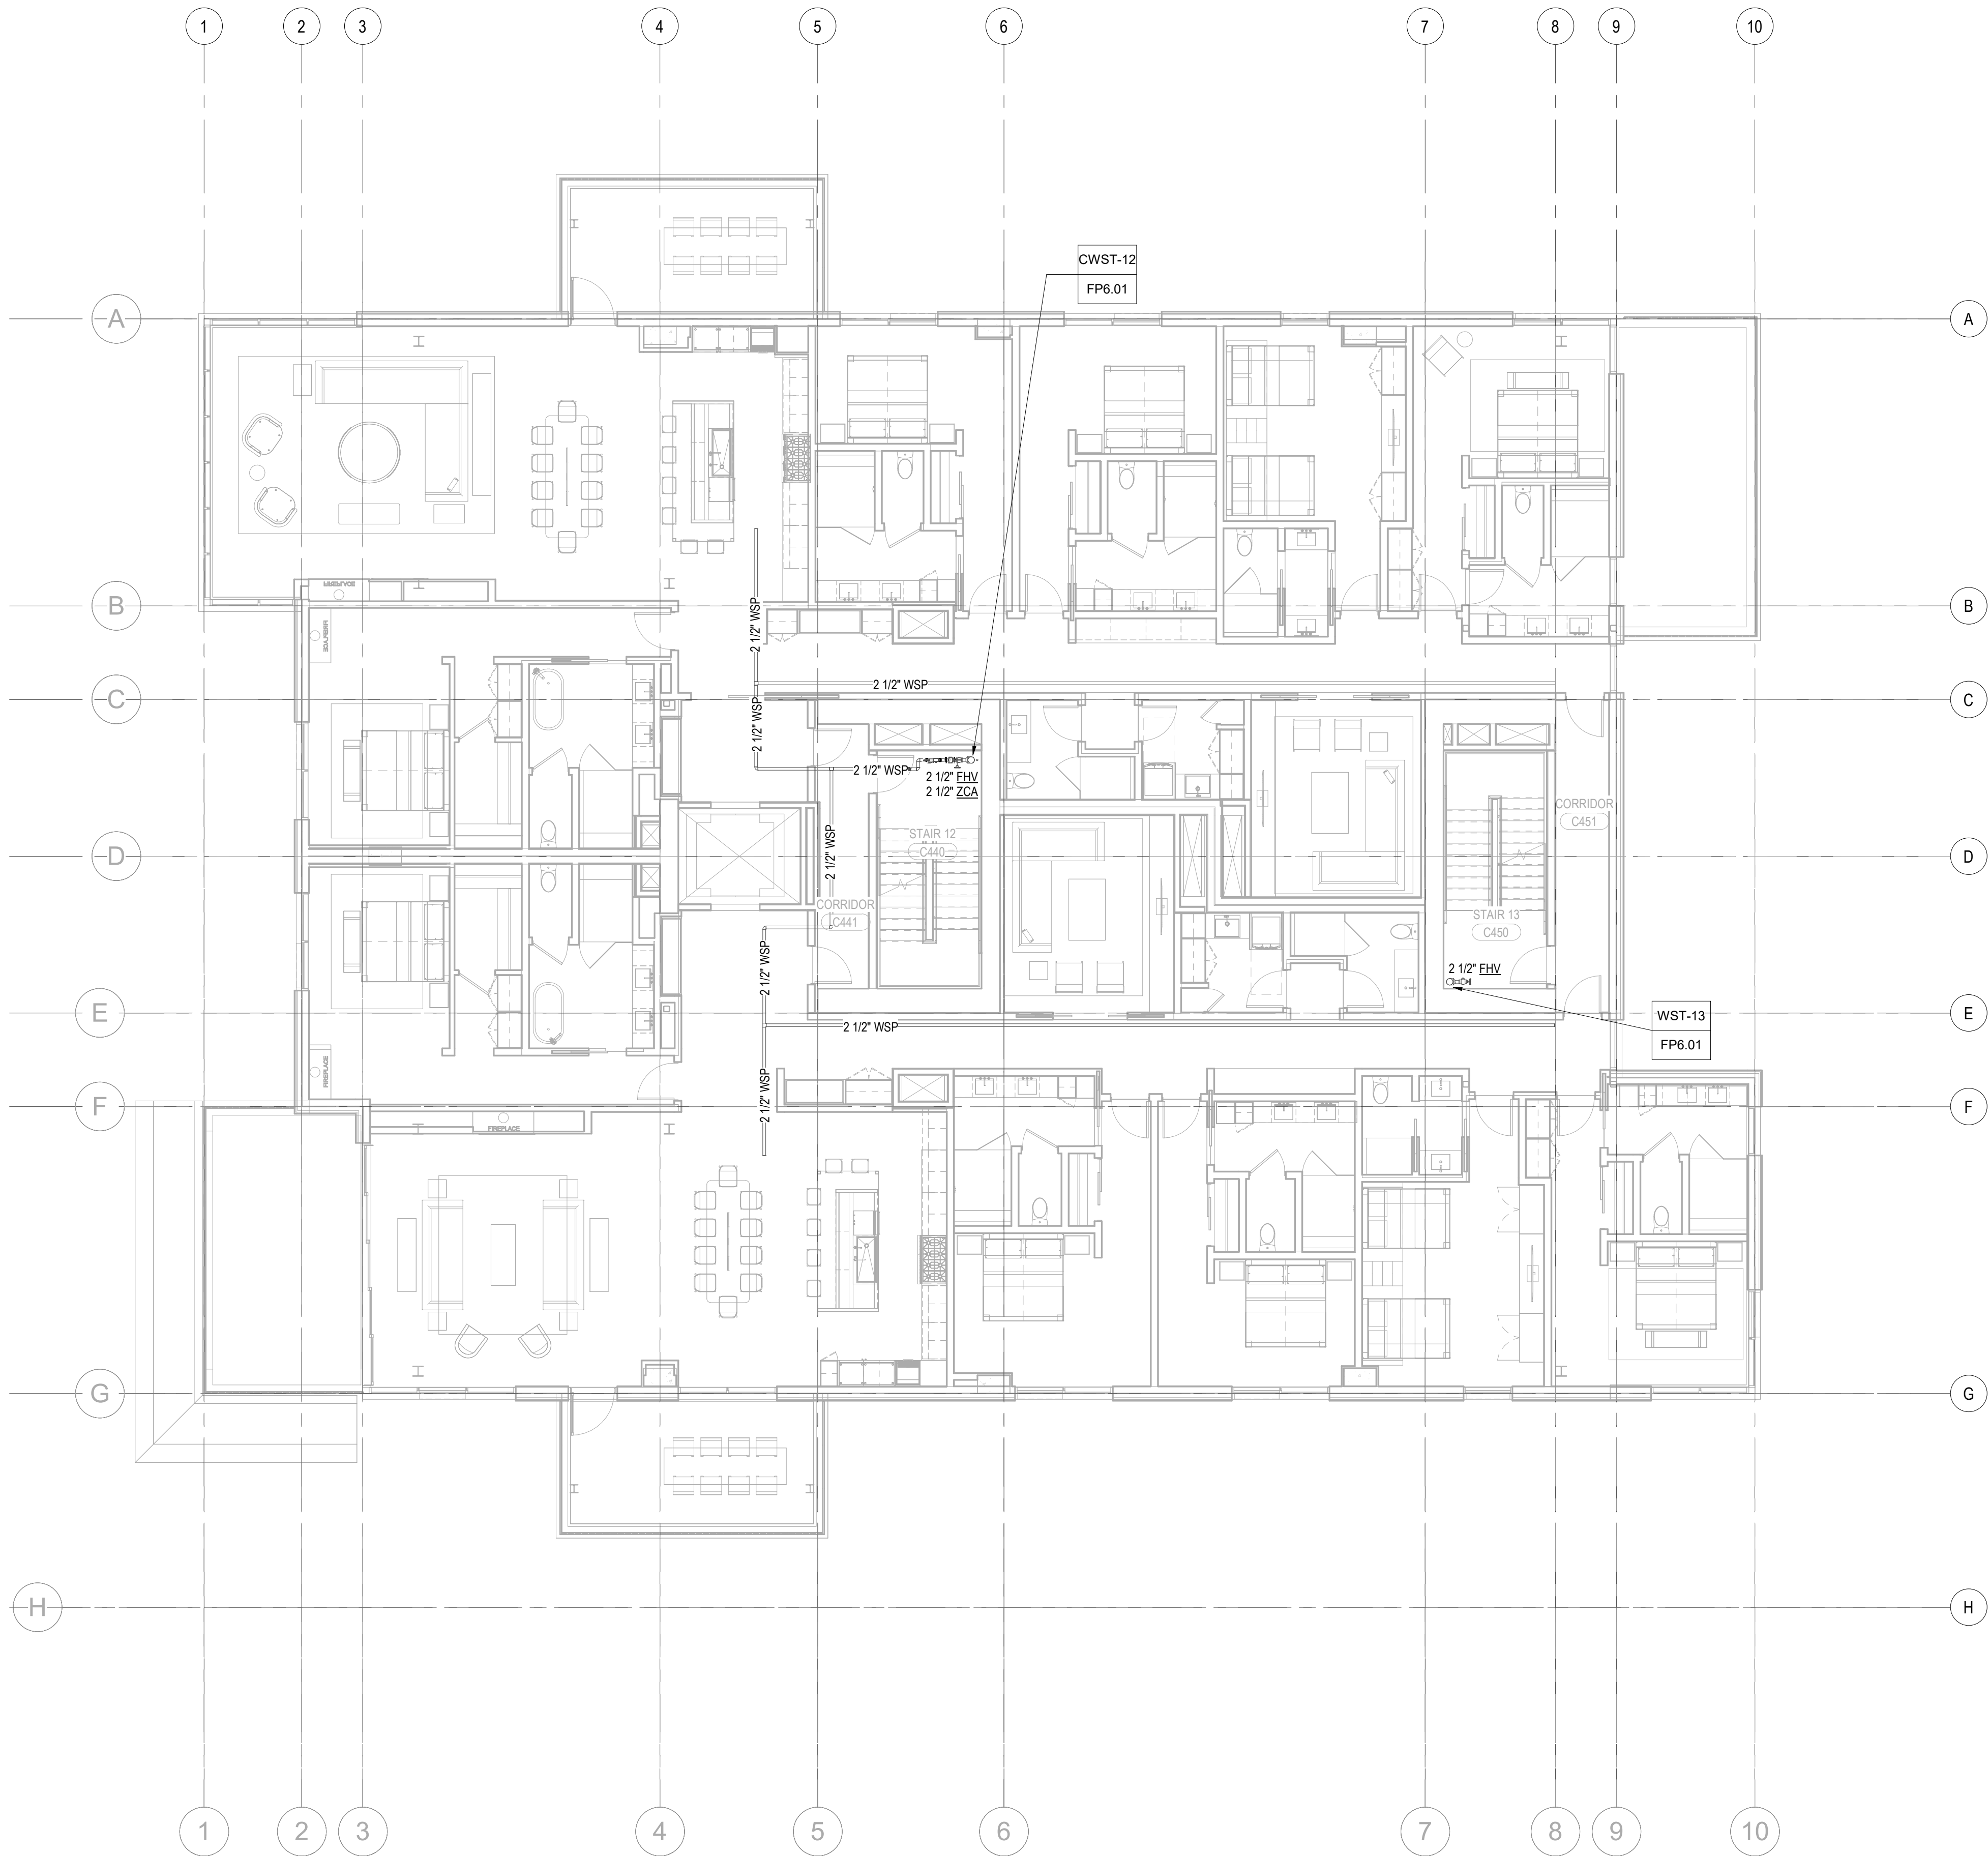 1
2
3
4
5
6
7
8
9
10
CWST-12
FP6.01
A
A
FIREPLACE
B
B
2 1/2" WSP
FIREPLACE
2 1/2" WSP
C
C
2 1/2" WSP
2 1/2" WSP
2 1/2" FHV
2 1/2" ZCA
CORRIDOR
C451
STAIR 12
C440
2 1/2" WSP
D
D
CORRIDOR
C441
STAIR 13
C450
2 1/2" WSP
2 1/2" FHV
E
E
WST-13
FP6.01
2 1/2" WSP
FIREPLACE
2 1/2" WSP
F
F
FIREPLACE
G
G
H
H
1
2
3
4
5
6
7
8
9
10